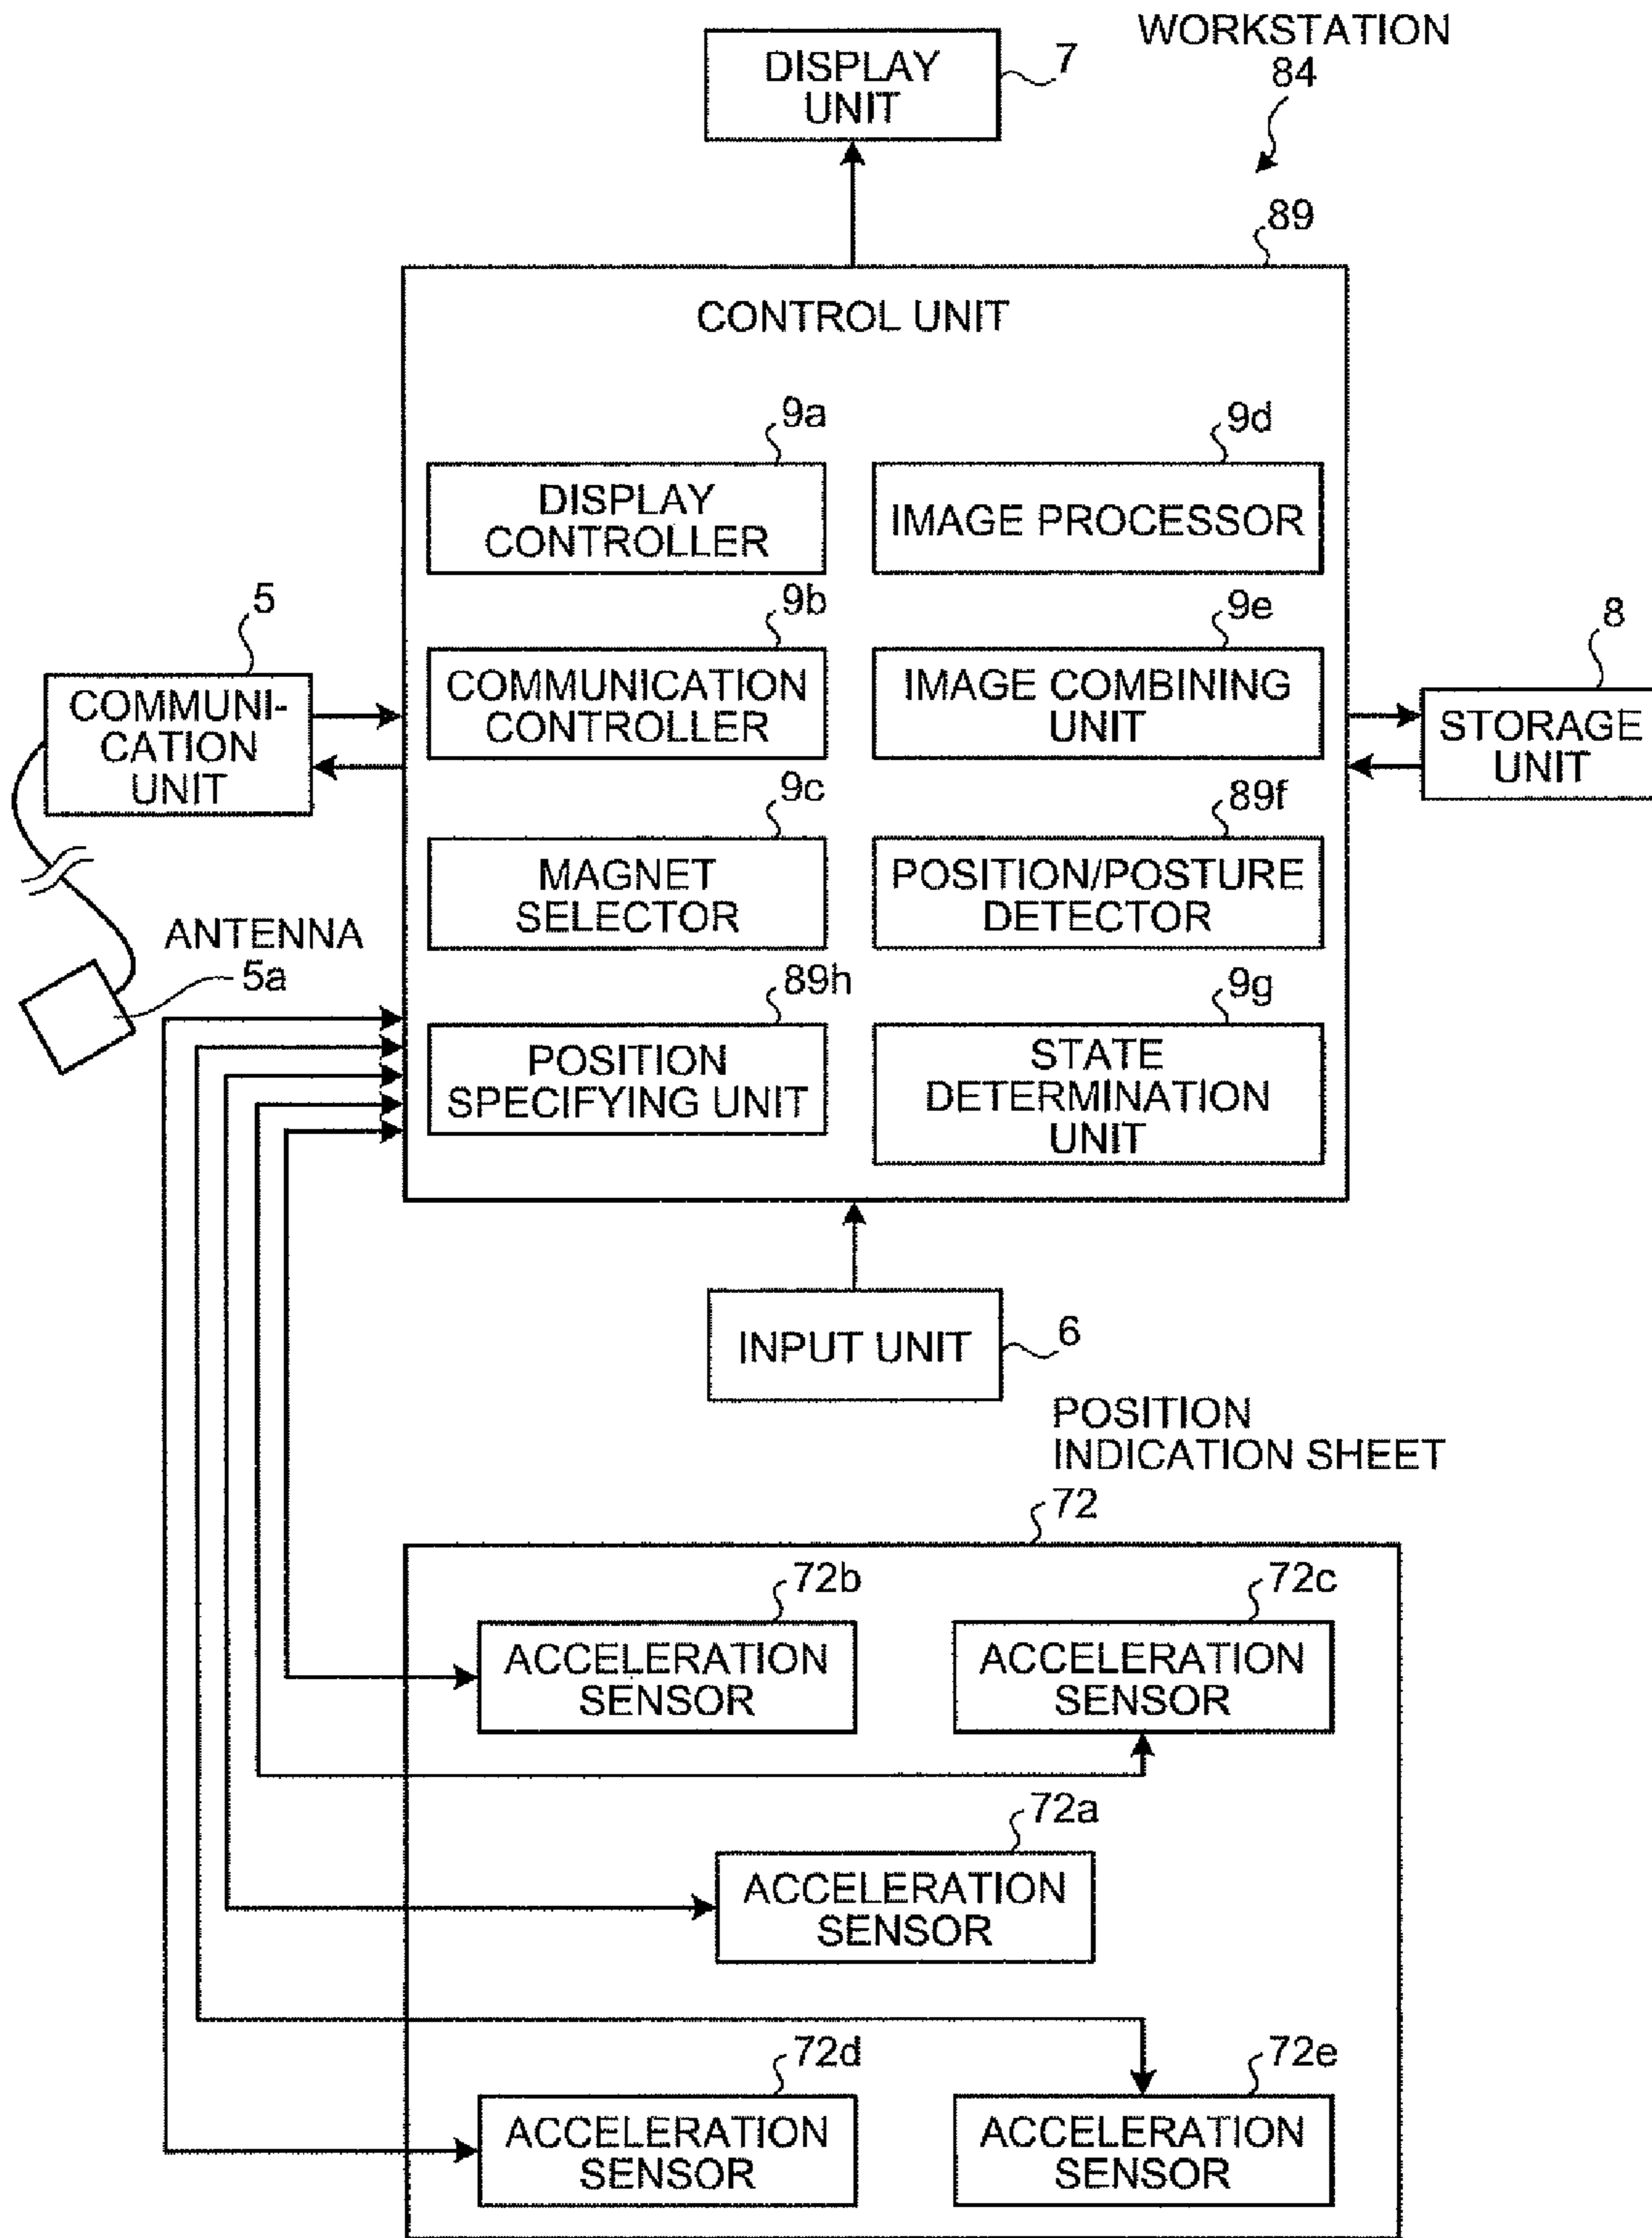 WORKSTATION
84
DISPLAY
UNIT
7
89
CONTROL UNIT
9a
DISPLAY
CONTROLLER
9d
IMAGE PROCESSOR
5
COMMUNI-
CATION
UNIT
9b
COMMUNICATION
CONTROLLER
9e
IMAGE COMBINING
UNIT
8
STORAGE
UNIT
9c
MAGNET
SELECTOR
89f
POSITION/POSTURE
DETECTOR
ANTENNA
5a
89h
POSITION
SPECIFYING UNIT
9g
STATE
DETERMINATION
UNIT
INPUT UNIT
6
POSITION
INDICATION SHEET
72
72b
ACCELERATION
SENSOR
72c
ACCELERATION
SENSOR
72a
ACCELERATION
SENSOR
72d
ACCELERATION
SENSOR
72e
ACCELERATION
SENSOR